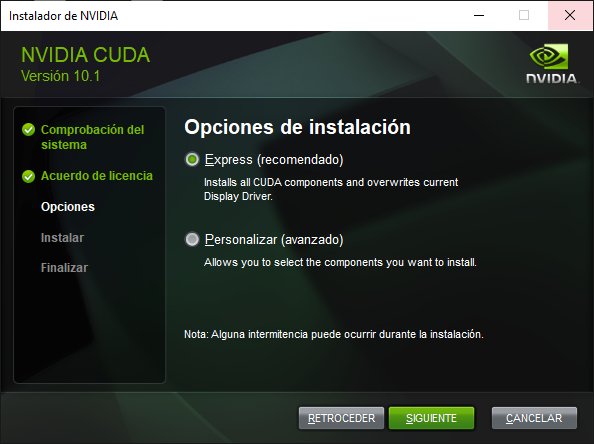 Instalador de NVIDIA
NVIDIA CUDA
Versión 10.1
NVIDIA.
Comprobación del
sistema
Acuerdo de licencia
Opciones
Instalar
Finalizar
Opciones de instalación
Express (recomendado)
Installs all CUDA components and overwrites current
Display Driver.
Personalizar (avanzado)
Allows you to select the components you want to install.
Nota: Alguna intermitencia puede ocurrir durante la instalación.
RETROCEDER
SIGUIENTE
CANCELAR